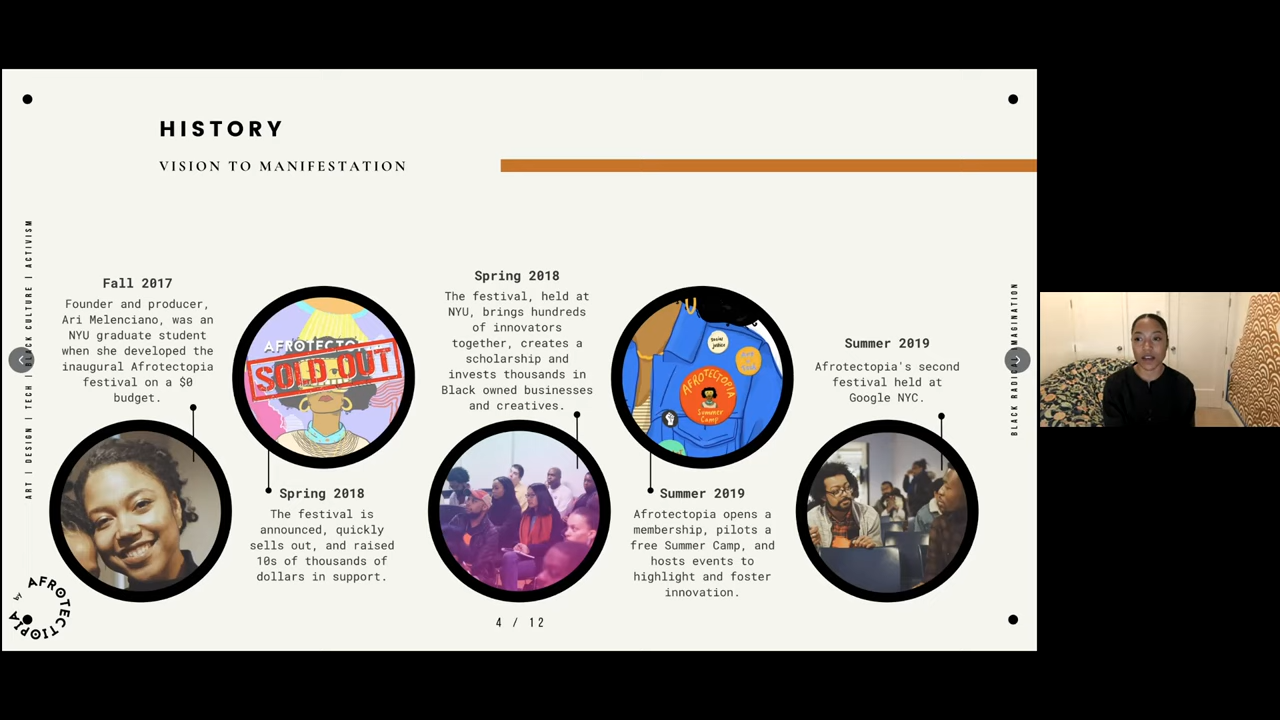 HISTORY
VISION TO MANIFESTATION
ART | DESIGN | TECH | BLACK CULTURE | ACTIVISM
BLACK RADICAL IMAGINATION
Fall 2017
Founder and producer,
Ari Melenciano, was an
NYU graduate student
when she developed the
inaugural Afrotectopia
festival on a $0
budget.
AFROTECTO
SOLD OUT
Spring 2018
The festival is
announced, quickly
sells out, and raised
10s of thousands of
dollars in support.
Spring 2018
The festival, held at
NYU, brings hundreds
of innovators
together, creates a
scholarship and
invests thousands in
Black owned businesses
and creatives.
social
justice
AFROTECTOPIA
Summer
Camp
Summer 2019
Afrotectopia opens a
membership, pilots a
free Summer Camp, and
hosts events to
highlight and foster
innovation.
Summer 2019
Afrotectopia's second
festival held at
Google NYC.
AFROTECTIOPIA
by
4 / 12